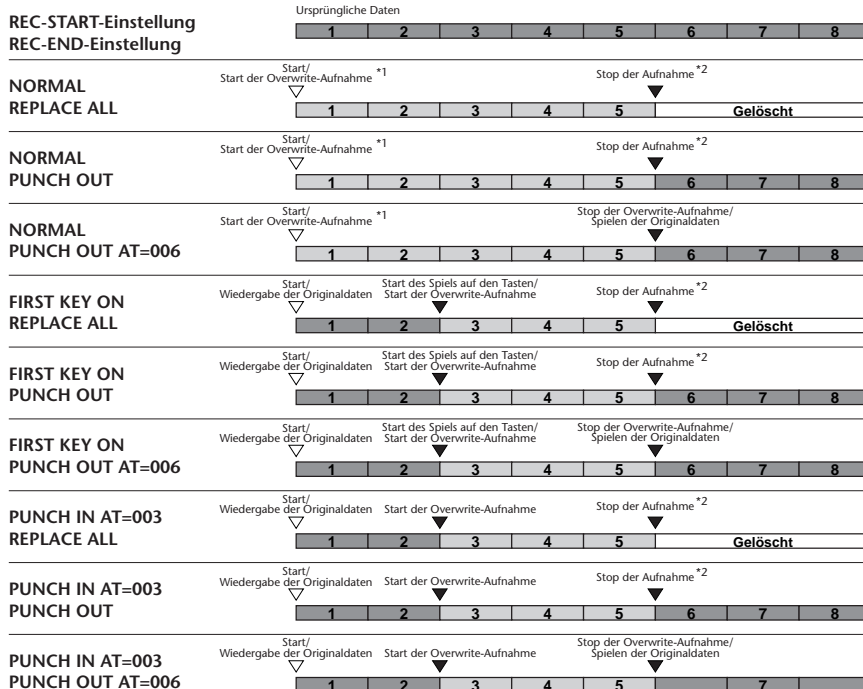 Ursprüngliche Daten
REC-START-Einstellung
REC-END-Einstellung
1 2 3 4 5 6 7 8
Start/
Start der Overwrite-Aufnahme *1
Stop der Aufnahme *2
NORMAL
REPLACE ALL
1 2 3 4 5 Gelöscht
Start/
Start der Overwrite-Aufnahme *1
Stop der Aufnahme *2
NORMAL
PUNCH OUT
1 2 3 4 5 6 7 8
Start/
Start der Overwrite-Aufnahme *1
Stop der Overwrite-Aufnahme/
Spielen der Originaldaten
NORMAL
PUNCH OUT AT=006
1 2 3 4 5 6 7 8
Start/
Wiedergabe der Originaldaten
Start des Spiels auf den Tasten/
Start der Overwrite-Aufnahme
Stop der Aufnahme *2
FIRST KEY ON
REPLACE ALL
1 2 3 4 5 Gelöscht
Start/
Wiedergabe der Originaldaten
Start des Spiels auf den Tasten/
Start der Overwrite-Aufnahme
Stop der Aufnahme *2
FIRST KEY ON
PUNCH OUT
1 2 3 4 5 6 7 8
Start/
Wiedergabe der Originaldaten
Start des Spiels auf den Tasten/
Start der Overwrite-Aufnahme
Stop der Overwrite-Aufnahme/
Spielen der Originaldaten
FIRST KEY ON
PUNCH OUT AT=006
1 2 3 4 5 6 7 8
Start/
Wiedergabe der Originaldaten
Start der Overwrite-Aufnahme
Stop der Aufnahme *2
PUNCH IN AT=003
REPLACE ALL
1 2 3 4 5 Gelöscht
Start/
Wiedergabe der Originaldaten
Start der Overwrite-Aufnahme
Stop der Aufnahme *2
PUNCH IN AT=003
PUNCH OUT
1 2 3 4 5 6 7 8
Start/
Wiedergabe der Originaldaten
Start der Overwrite-Aufnahme
Stop der Overwrite-Aufnahme/
Spielen der Originaldaten
PUNCH IN AT=003
PUNCH OUT AT=006
1 2 3 4 5 7